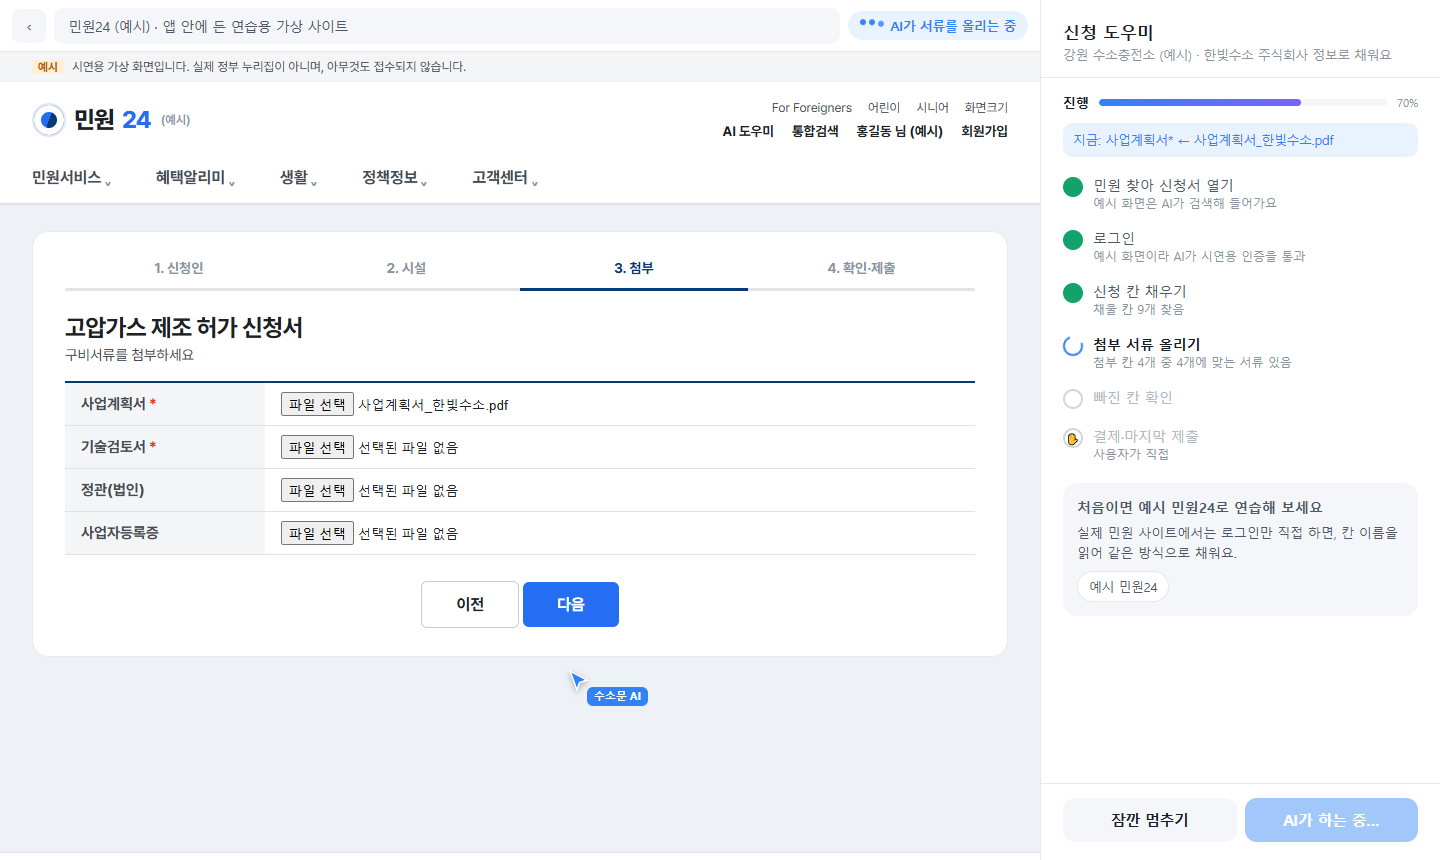 ‹
민원24 (예시) · 앱 안에 든 연습용 가상 사이트
AI가 서류를 올리는 중
예시 시연용 가상 화면입니다. 실제 정부 누리집이 아니며, 아무것도 접수되지 않습니다.
민원 24 (예시)
For Foreigners 어린이 시니어 화면크기
AI 도우미 통합검색 홍길동 님 (예시) 회원가입
민원서비스 혜택알리미 생활 정책정보 고객센터
1. 신청인 2. 시설 3. 첨부 4. 확인·제출
고압가스 제조 허가 신청서
구비서류를 첨부하세요
사업계획서 * 파일 선택 사업계획서_한빛수소.pdf
기술검토서 * 파일 선택 선택된 파일 없음
정관(법인) 파일 선택 선택된 파일 없음
사업자등록증 파일 선택 선택된 파일 없음
이전 다음
수소문 AI
신청 도우미
강원 수소충전소 (예시) · 한빛수소 주식회사 정보로 채워요
진행 70%
지금: 사업계획서* ← 사업계획서_한빛수소.pdf
민원 찾아 신청서 열기
예시 화면은 AI가 검색해 들어가요
로그인
예시 화면이라 AI가 시연용 인증을 통과
신청 칸 채우기
채울 칸 9개 찾음
첨부 서류 올리기
첨부 칸 4개 중 4개에 맞는 서류 있음
빠진 칸 확인
결제·마지막 제출
사용자가 직접
처음이면 예시 민원24로 연습해 보세요
실제 민원 사이트에서는 로그인만 직접 하면, 칸 이름을
읽어 같은 방식으로 채워요.
예시 민원24
잠깐 멈추기 AI가 하는 중...